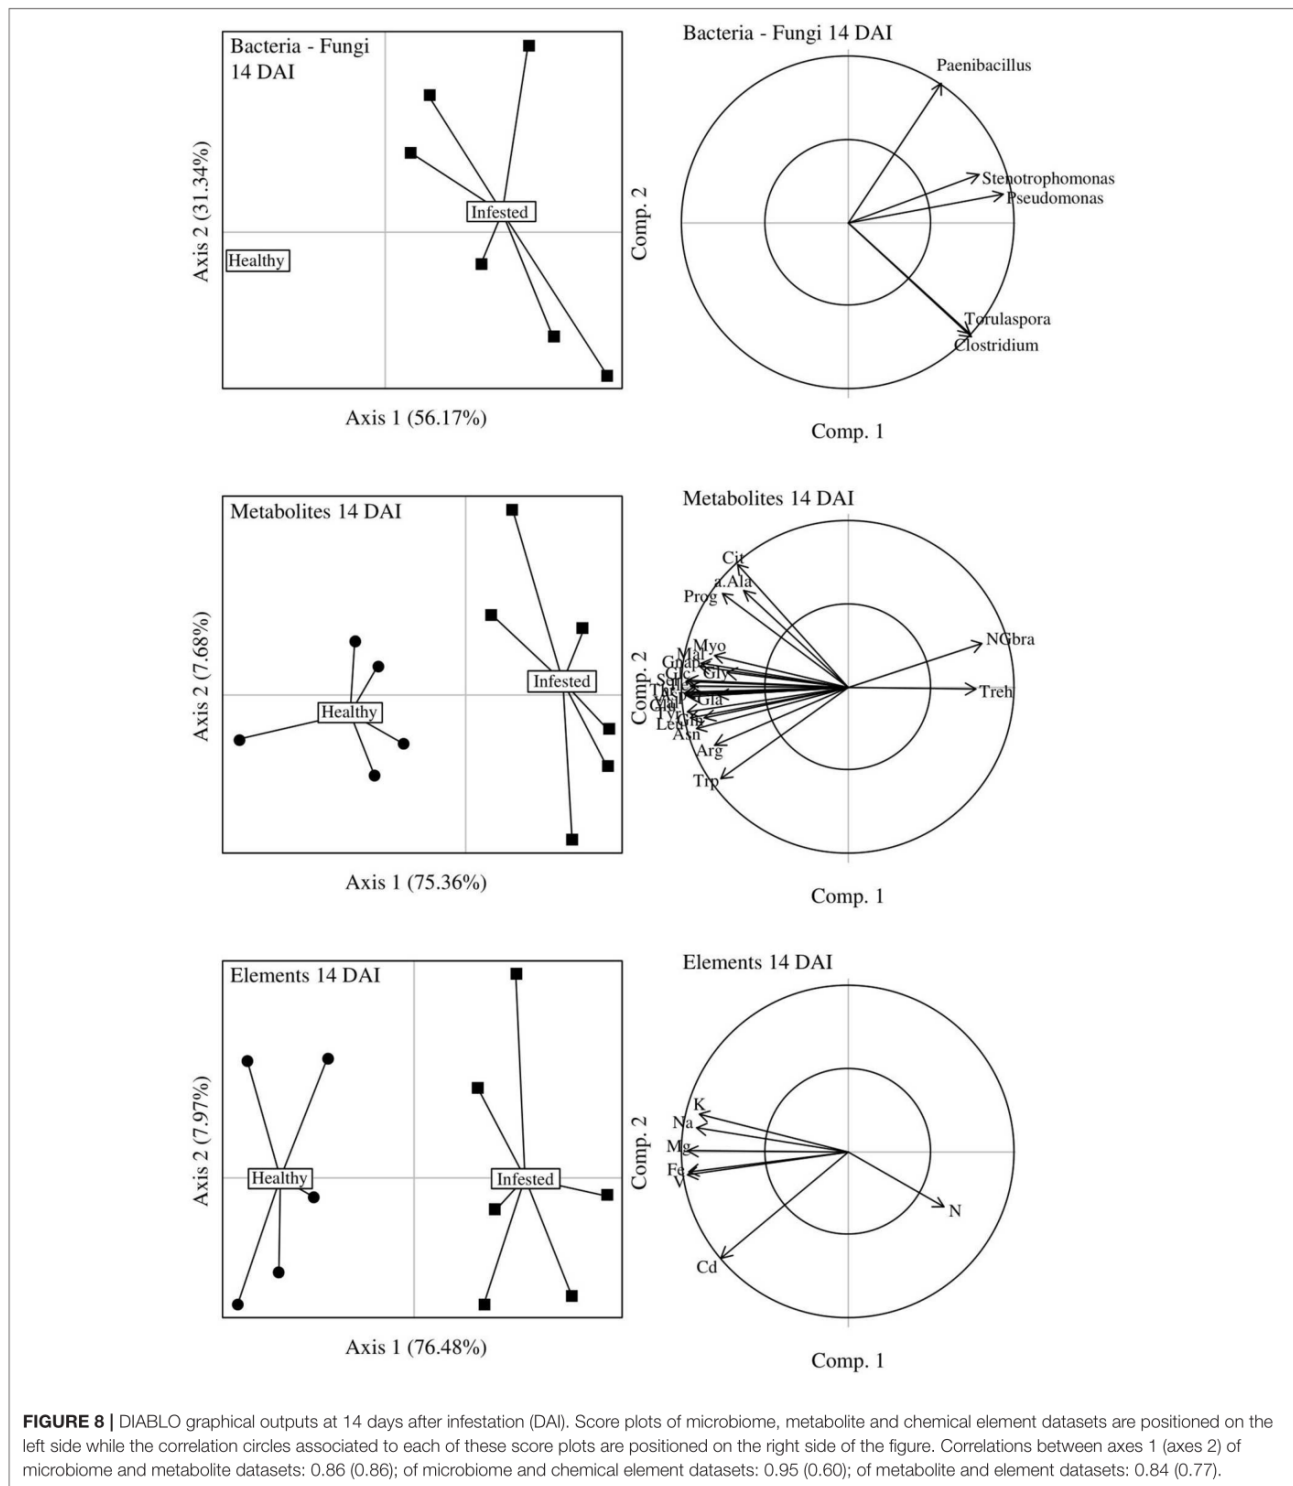 Bacteria - Fungi
14 DAI
Infested
Healthy
Axis 2 (31.34%)
Axis 1 (56.17%)
Bacteria - Fungi 14 DAI
Paenibacillus
Stenotrophomonas
Pseudomonas
Torulaspora
Clostridium
Comp. 2
Comp. 1
Metabolites 14 DAI
Infested
Healthy
Axis 2 (7.68%)
Axis 1 (75.36%)
Metabolites 14 DAI
Cit
a.Ala
Prog
Myo
Mal
Gnap
Glc
Gly
NGbra
Treh
Gla
Tyr
Leu
Asn
Arg
Trp
Comp. 2
Comp. 1
Elements 14 DAI
Healthy
Infested
Axis 2 (7.97%)
Axis 1 (76.48%)
Elements 14 DAI
K
Na
Mg
Fe
V
Cd
N
Comp. 2
Comp. 1
FIGURE 8 | DIABLO graphical outputs at 14 days after infestation (DAI). Score plots of microbiome, metabolite and chemical element datasets are positioned on the
left side while the correlation circles associated to each of these score plots are positioned on the right side of the figure. Correlations between axes 1 (axes 2) of
microbiome and metabolite datasets: 0.86 (0.86); of microbiome and chemical element datasets: 0.95 (0.60); of metabolite and element datasets: 0.84 (0.77).